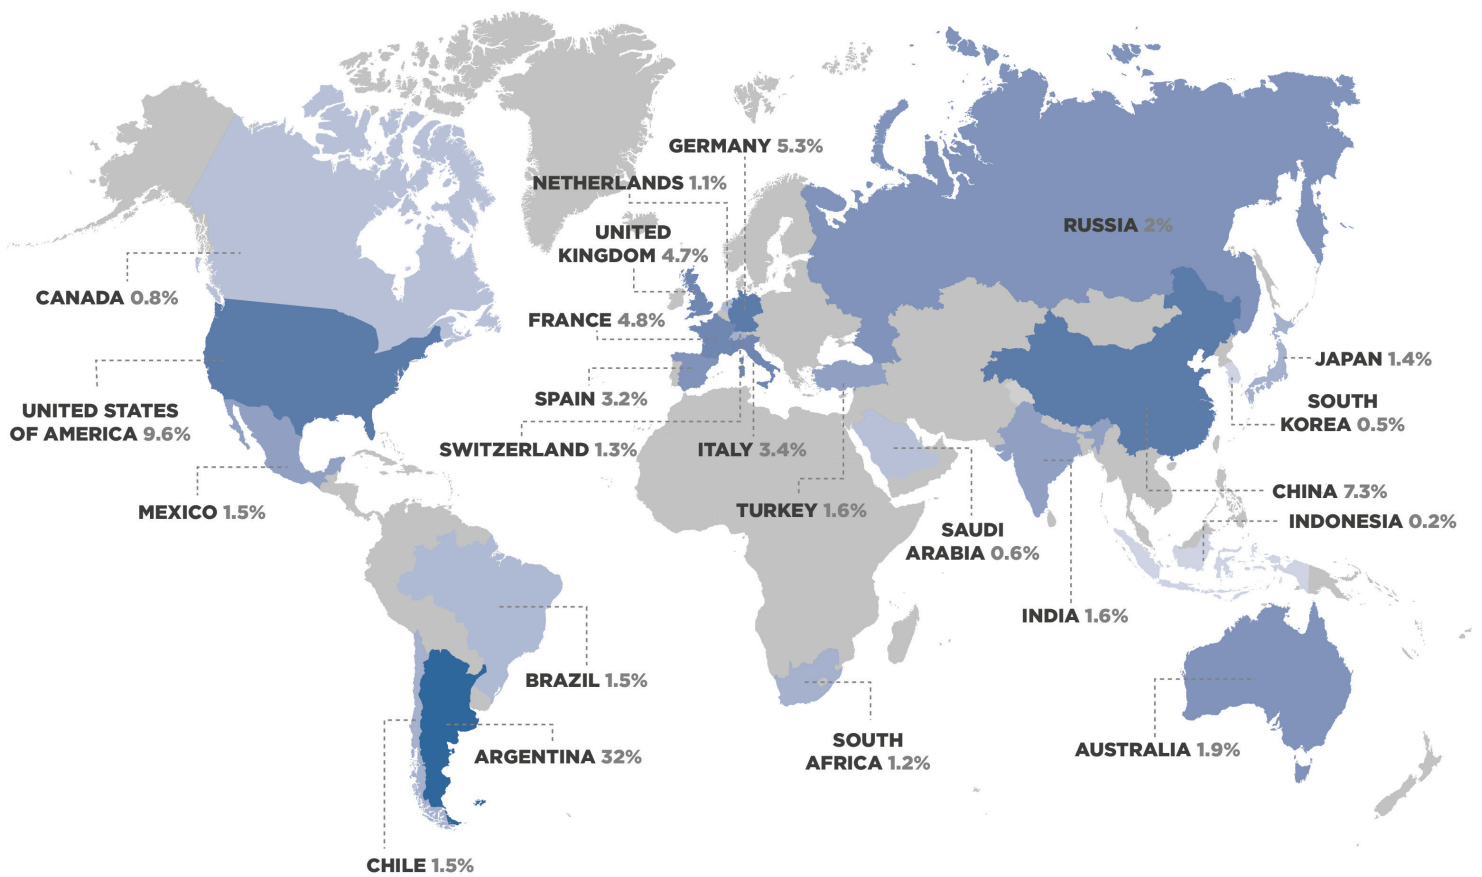 GERMANY 5.3%
NETHERLANDS 1.1%
UNITED
KINGDOM 4.7%
RUSSIA 2%
CANADA 0.8%
FRANCE 4.8%
JAPAN 1.4%
SPAIN 3.2%
SOUTH
KOREA 0.5%
UNITED STATES
OF AMERICA 9.6%
SWITZERLAND 1.3%
ITALY 3.4%
CHINA 7.3%
MEXICO 1.5%
TURKEY 1.6%
INDONESIA 0.2%
SAUDI
ARABIA 0.6%
INDIA 1.6%
BRAZIL 1.5%
ARGENTINA 32%
SOUTH
AFRICA 1.2%
AUSTRALIA 1.9%
CHILE 1.5%